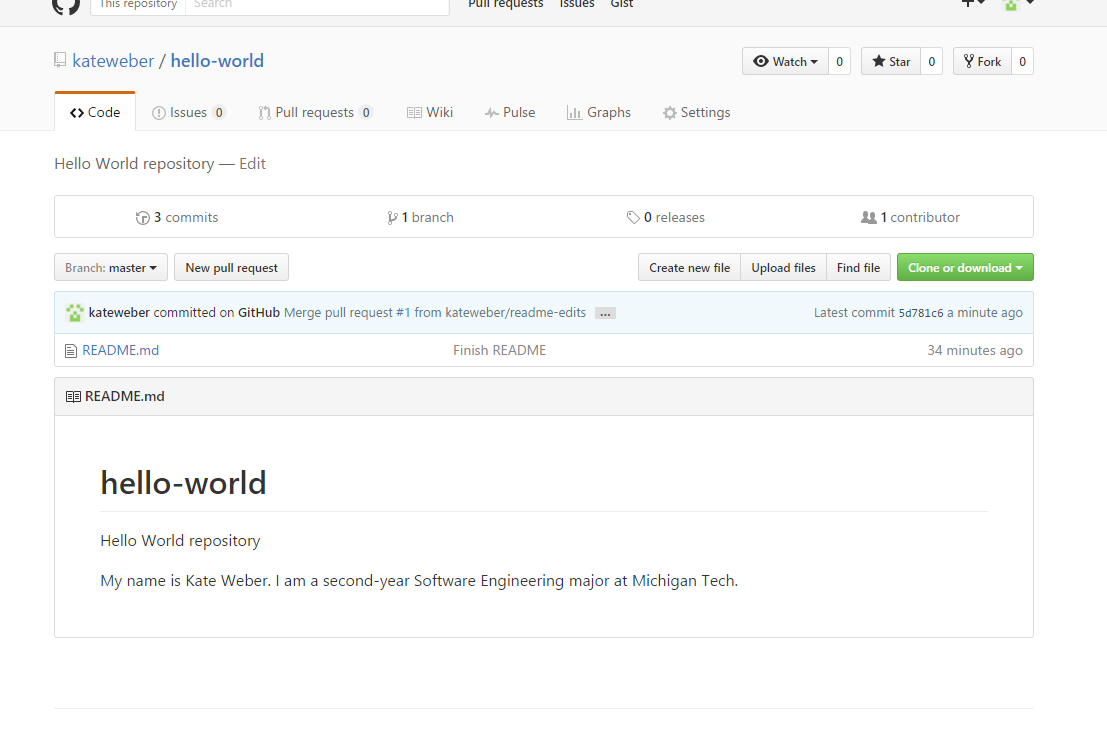 This repository Search Pull requests Issues Gist
kateweber / hello-world Watch 0 Star 0 Fork 0
Code Issues 0 Pull requests 0 Wiki Pulse Graphs Settings
Hello World repository — Edit
3 commits 1 branch 0 releases 1 contributor
Branch: master New pull request Create new file Upload files Find file Clone or download
kateweber committed on GitHub Merge pull request #1 from kateweber/readme-edits ... Latest commit 5d781c6 a minute ago
README.md Finish README 34 minutes ago
README.md
hello-world
Hello World repository
My name is Kate Weber. I am a second-year Software Engineering major at Michigan Tech.